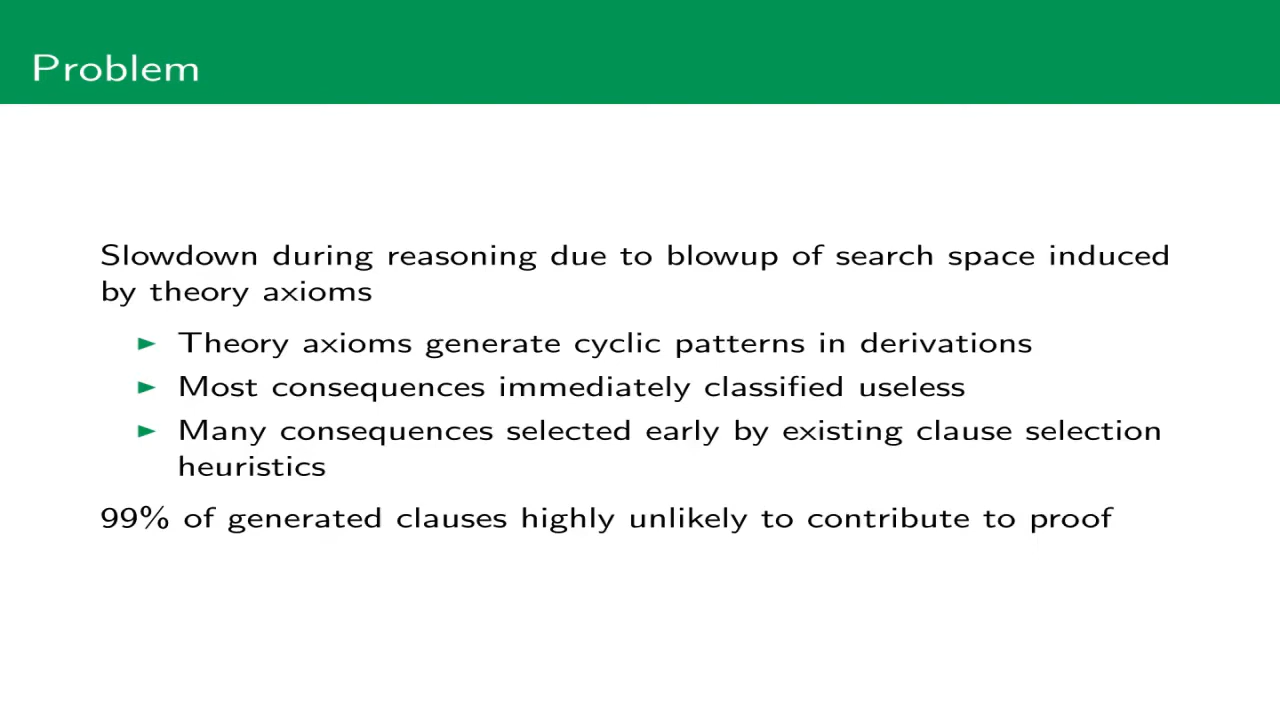 Problem
Slowdown during reasoning due to blowup of search space induced
by theory axioms
► Theory axioms generate cyclic patterns in derivations
► Most consequences immediately classified useless
► Many consequences selected early by existing clause selection
heuristics
99% of generated clauses highly unlikely to contribute to proof